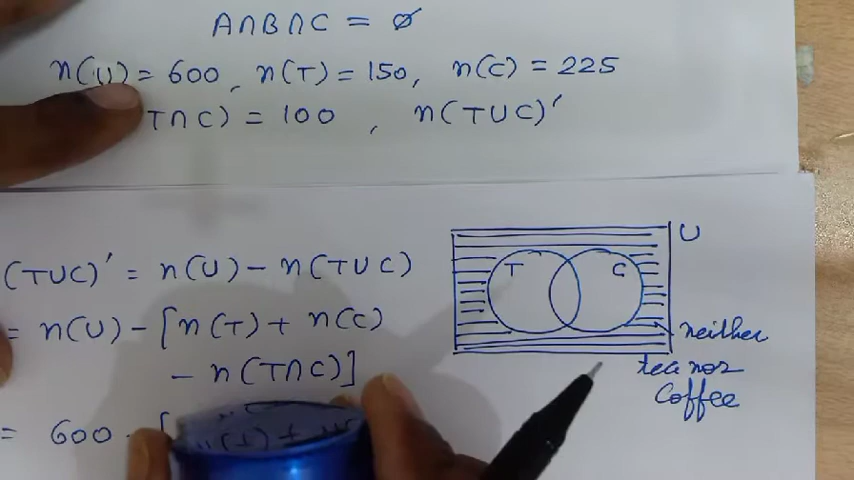 A∩B∩C = ∅
n(U) = 600, n(T) = 150, n(C) = 225
T∩C) = 100, n(T∪C)′
(T∪C)′ = n(U) − n(T∪C)
= n(U) − [n(T) + n(C)
− n(T∩C)]
= 600 - [
U
T C
neither
tea nor
Coffee